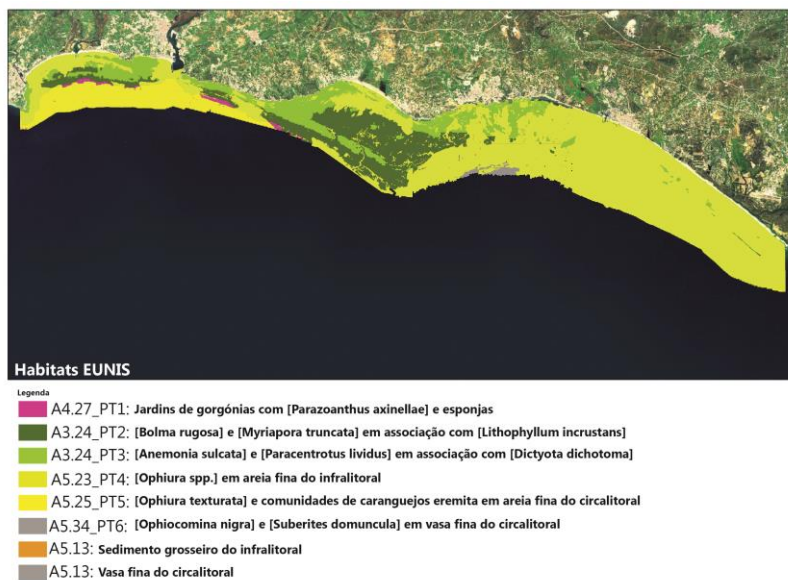 Habitats EUNIS
Legenda
A4.27_PT1: Jardins de gorgónias com [Parazoanthus axinellae] e esponjas
A3.24_PT2: [Bolma rugosa] e [Myriapora truncata] em associação com [Lithophyllum incrustans]
A3.24_PT3: [Anemonia sulcata] e [Paracentrotus lividus] em associação com [Dictyota dichotoma]
A5.23_PT4: [Ophiura spp.] em areia fina do infralitoral
A5.25_PT5: [Ophiura texturata] e comunidades de caranguejos eremita em areia fina do circalitoral
A5.34_PT6: [Ophiocomina nigra] e [Suberites domuncula] em vasa fina do circalitoral
A5.13: Sedimento grosseiro do infralitoral
A5.13: Vasa fina do circalitoral